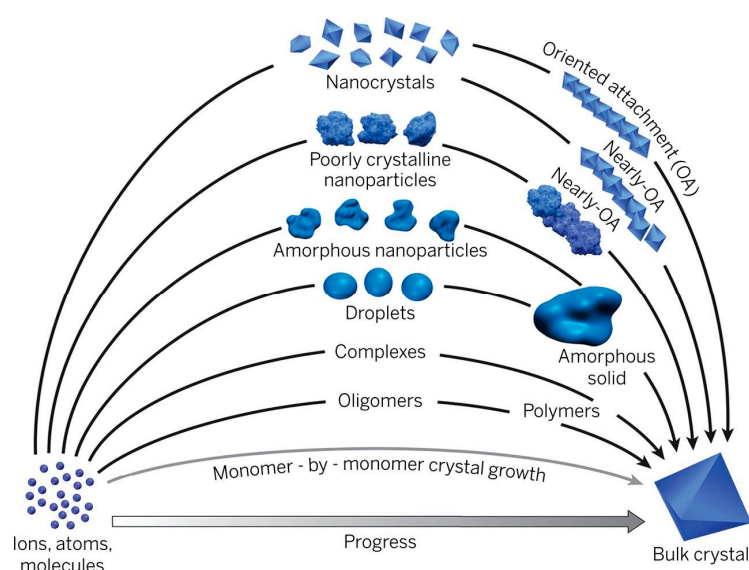 Nanocrystals
Oriented attachment (OA)
Poorly crystalline
nanoparticles
Nearly-OA
Nearly-OA
Amorphous nanoparticles
Droplets
Amorphous
solid
Complexes
Oligomers
Polymers
Monomer - by - monomer crystal growth
Progress
Ions, atoms,
molecules
Bulk crystal